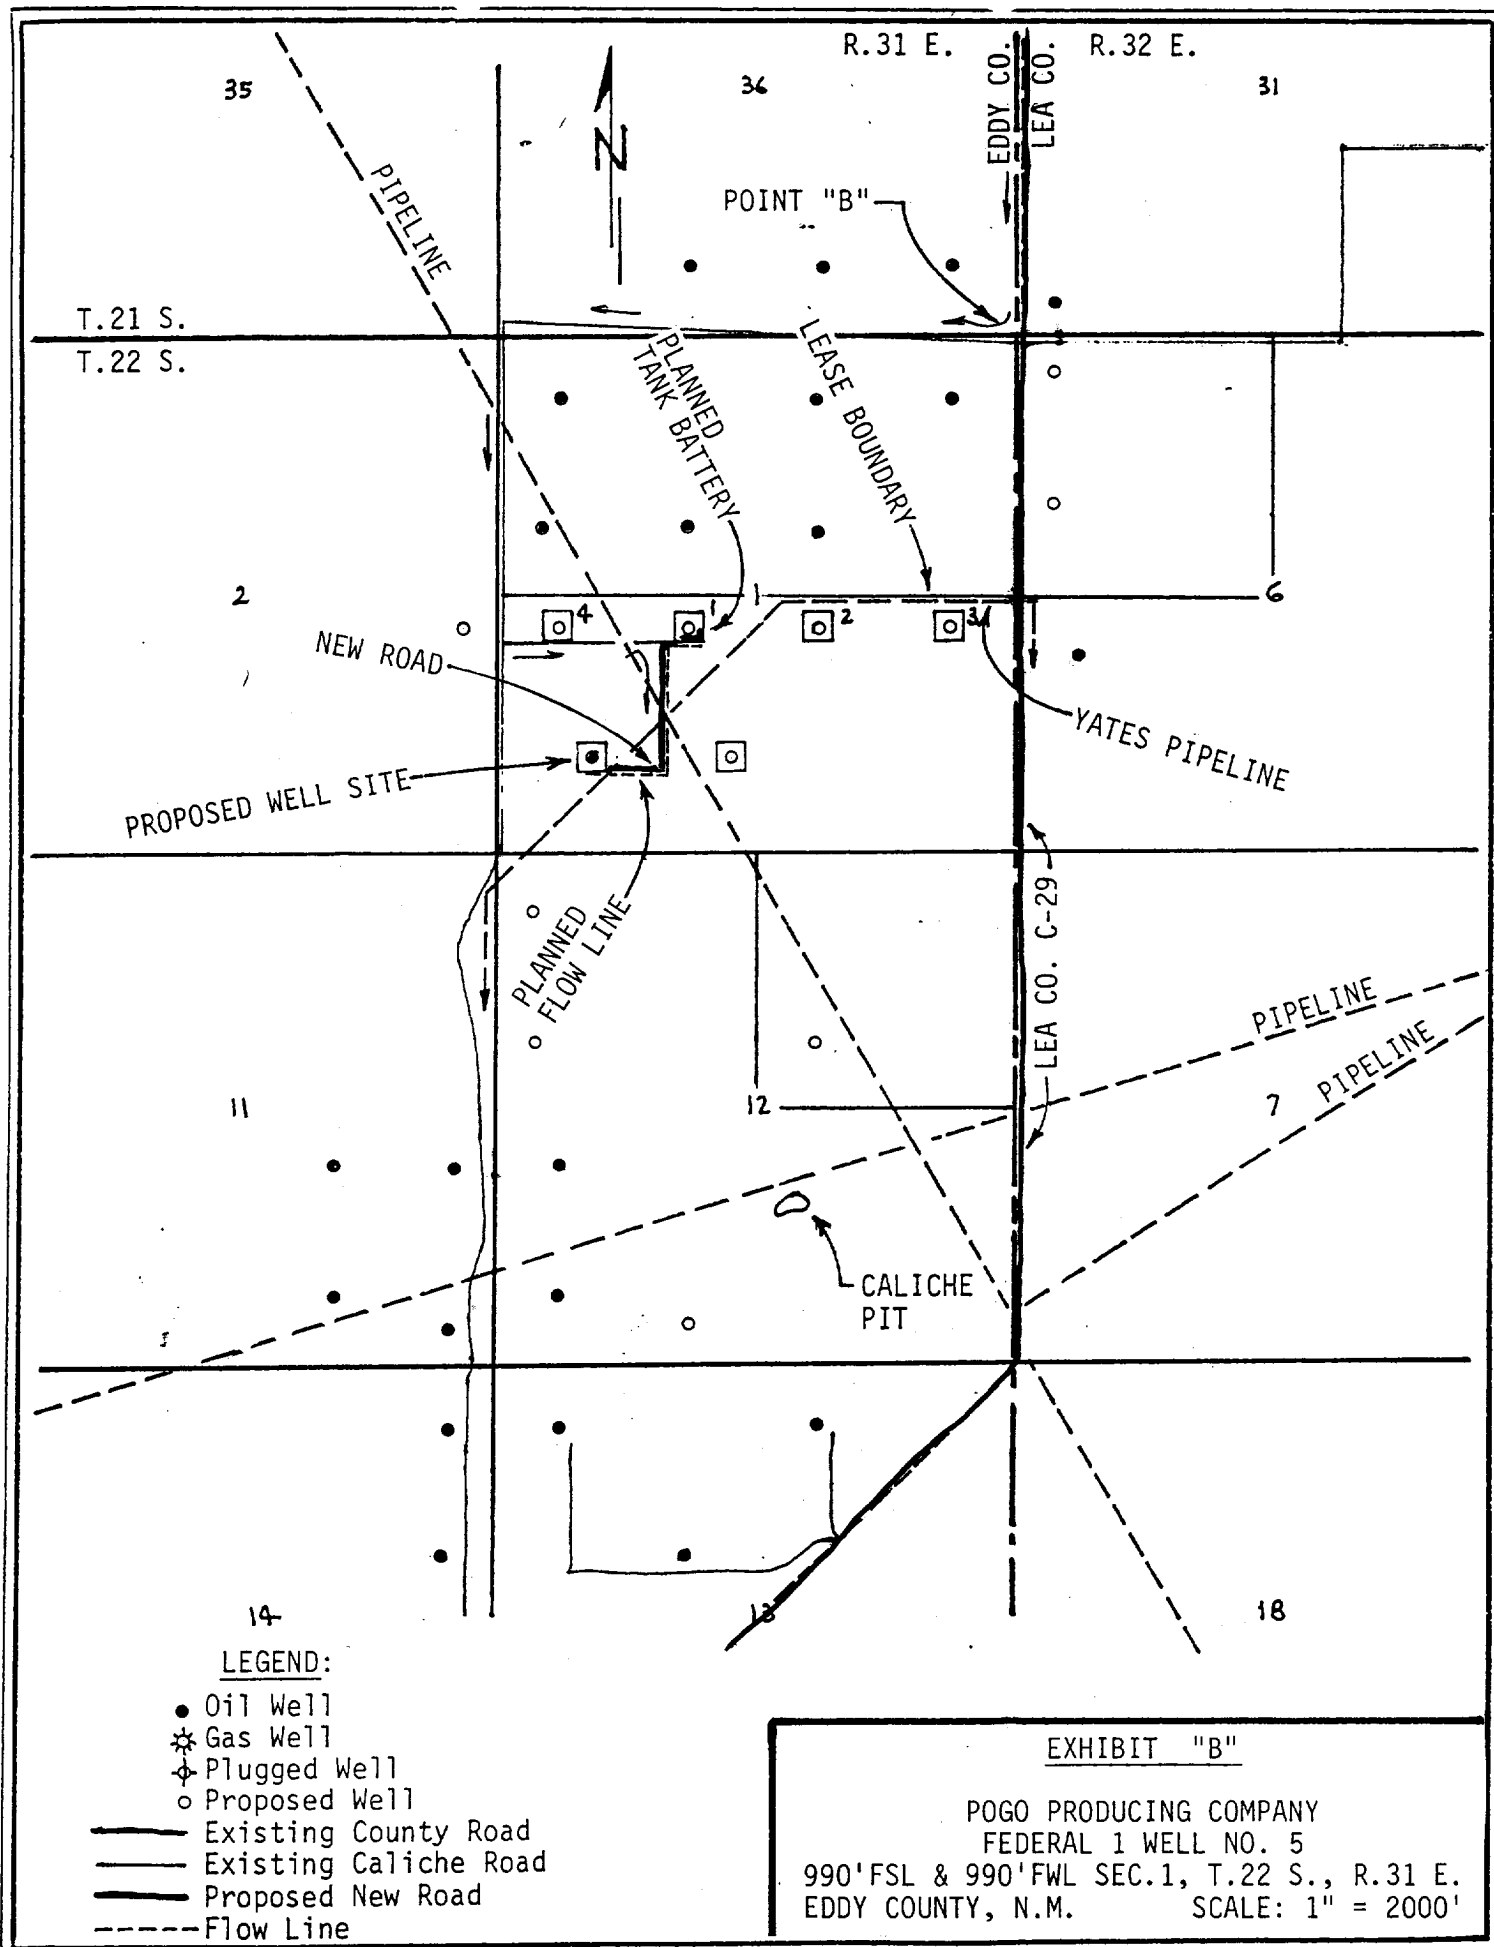 R.31 E.
EDDY CO.
LEA CO.
R.32 E.
35
36
31
N
PIPELINE
POINT "B"
T.21 S.
T.22 S.
PLANNED
TANK BATTERY
LEASE BOUNDARY
2
1
6
4
1
2
3
NEW ROAD
YATES PIPELINE
PROPOSED WELL SITE
PLANNED
FLOW LINE
LEA CO. C-29
PIPELINE
PIPELINE
11
12
7
CALICHE
PIT
14
13
18
LEGEND:
Oil Well
Gas Well
Plugged Well
Proposed Well
Existing County Road
Existing Caliche Road
Proposed New Road
Flow Line
EXHIBIT "B"
POGO PRODUCING COMPANY
FEDERAL 1 WELL NO. 5
990'FSL & 990'FWL SEC.1, T.22 S., R.31 E.
EDDY COUNTY, N.M. SCALE: 1" = 2000'